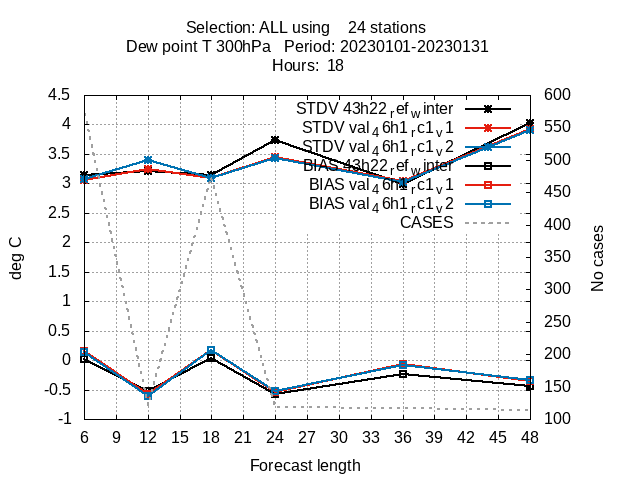 Selection: ALL using 24 stations
Dew point T 300hPa Period: 20230101-20230131
Hours: 18
STDV 43h22_ref_winter
STDV val_46h1_rc1_v1
STDV val_46h1_rc1_v2
BIAS 43h22_ref_winter
BIAS val_46h1_rc1_v1
BIAS val_46h1_rc1_v2
CASES
4.5
4
3.5
3
2.5
2
1.5
1
0.5
0
-0.5
-1
deg C
600
550
500
450
400
350
300
250
200
150
100
No cases
6 9 12 15 18 21 24 27 30 33 36 39 42 45 48
Forecast length